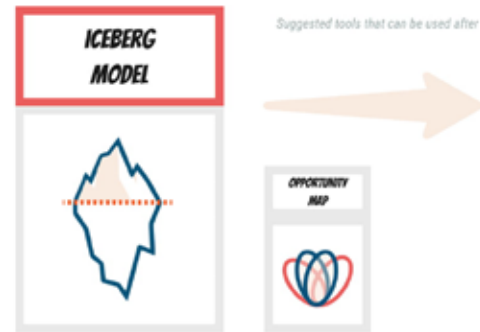 ICEBERG
MODEL
Suggested tools that can be used after
OPPORTUNITY
MAP